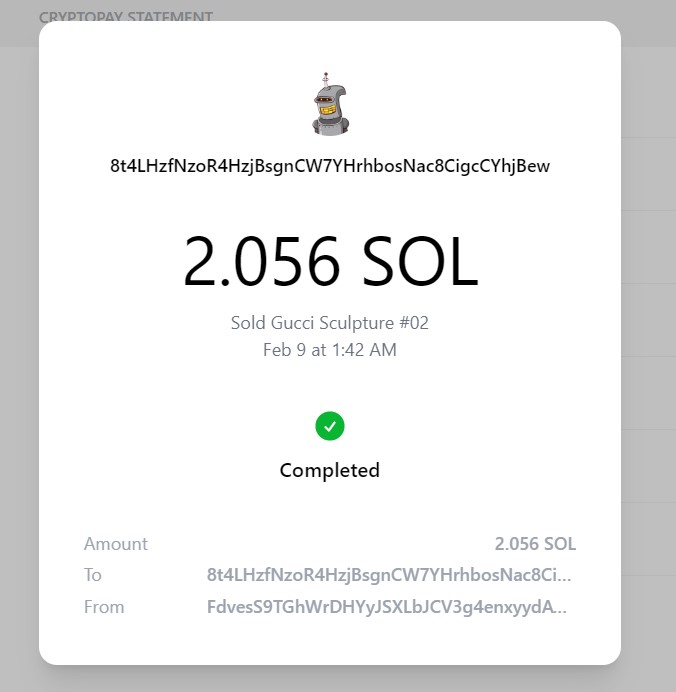 CRYPTOPAY STATEMENT
8t4LHzfNzoR4HzjBsgnCW7YHrhbosNac8CigcCYhjBew
2.056 SOL
Sold Gucci Sculpture #02
Feb 9 at 1:42 AM
Completed
Amount 2.056 SOL
To 8t4LHzfNzoR4HzjBsgnCW7YHrhbosNac8Ci...
From FdvesS9TGhWrDHYyJSXLbJCV3g4enxyydA...